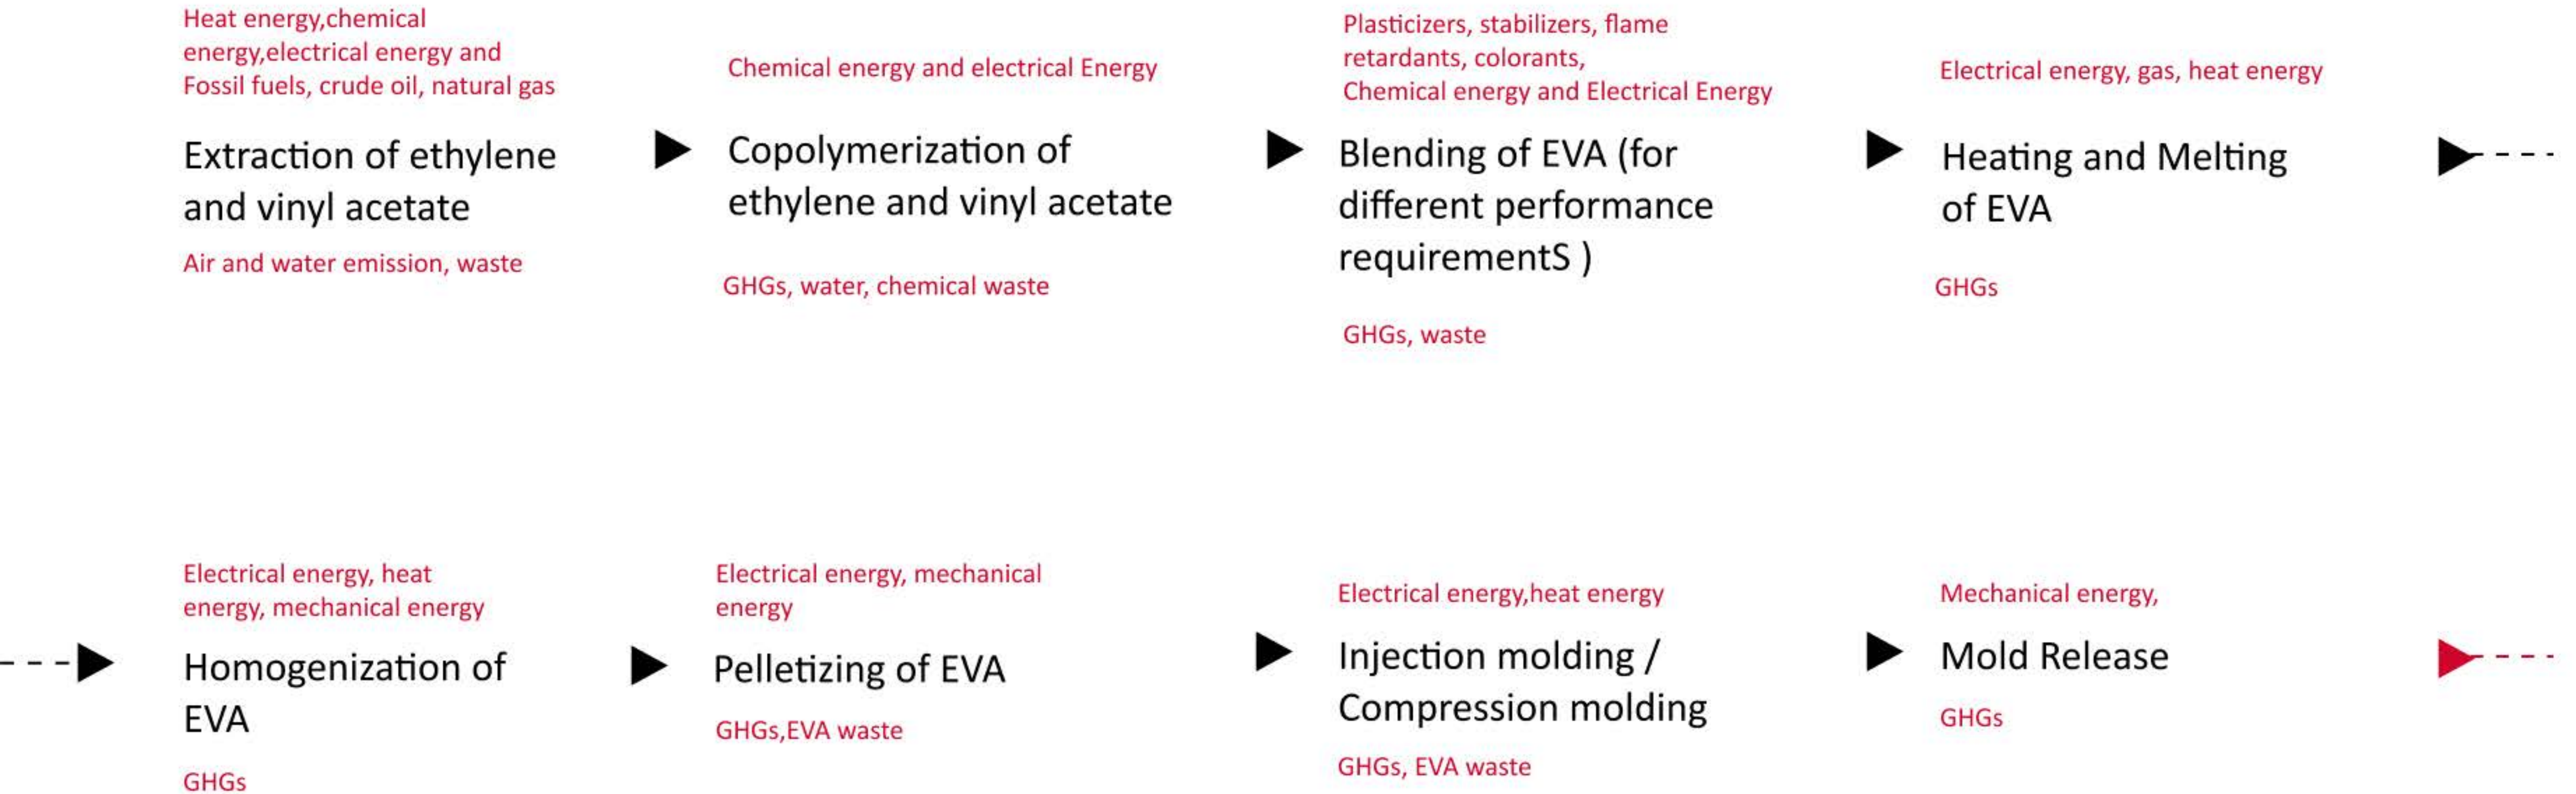 Heat energy,chemical
energy,electrical energy and
Fossil fuels, crude oil, natural gas
Extraction of ethylene
and vinyl acetate
Air and water emission, waste
Chemical energy and electrical Energy
Copolymerization of
ethylene and vinyl acetate
GHGs, water, chemical waste
Plasticizers, stabilizers, flame
retardants, colorants,
Chemical energy and Electrical Energy
Blending of EVA (for
different performance
requirementS )
GHGs, waste
Electrical energy, gas, heat energy
Heating and Melting
of EVA
GHGs
Electrical energy, heat
energy, mechanical energy
Homogenization of
EVA
GHGs
Electrical energy, mechanical
energy
Pelletizing of EVA
GHGs,EVA waste
Electrical energy,heat energy
Injection molding /
Compression molding
GHGs, EVA waste
Mechanical energy,
Mold Release
GHGs